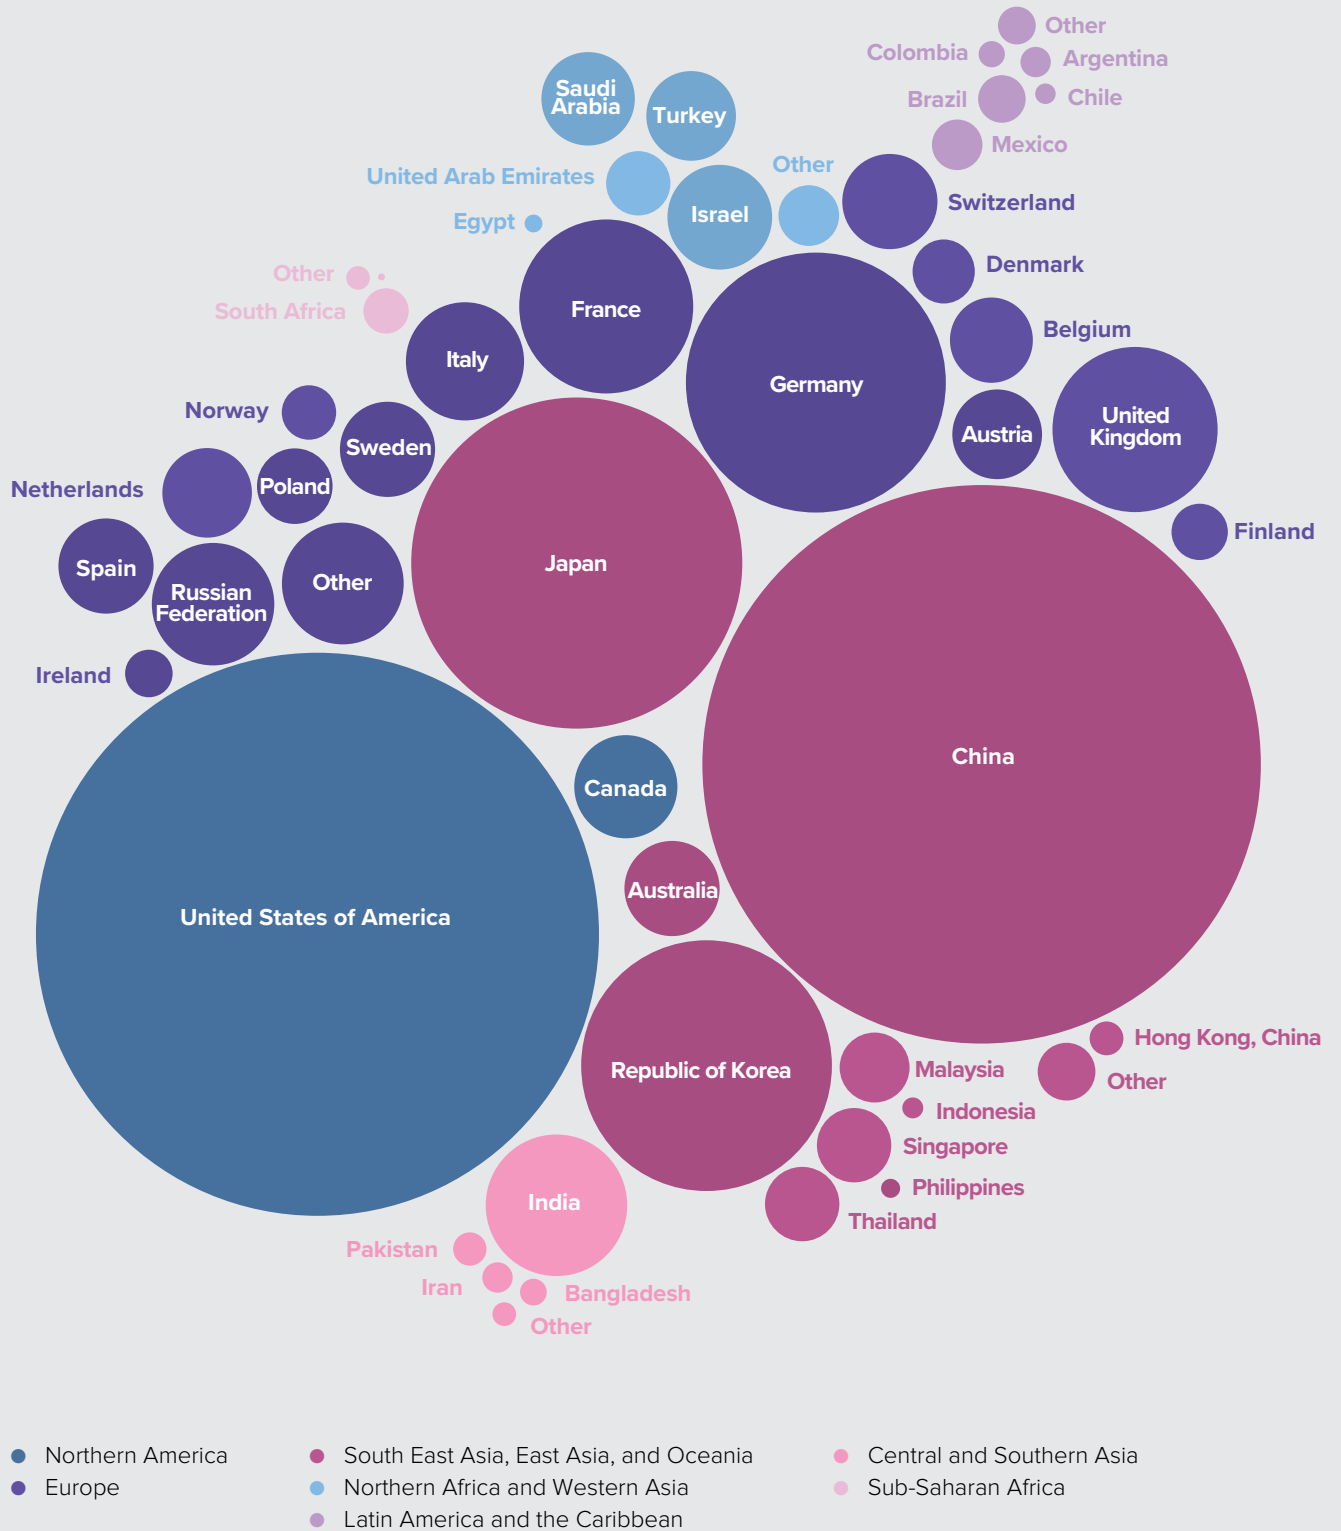 Other
Colombia
Argentina
Brazil
Chile
Mexico
Saudi
Arabia
Turkey
United Arab Emirates
Other
Egypt
Israel
Switzerland
Denmark
Other
South Africa
France
Belgium
Italy
Germany
Norway
Sweden
Austria
United
Kingdom
Netherlands
Poland
Finland
Spain
Russian
Federation
Other
Japan
Ireland
China
Canada
Australia
United States of America
Republic of Korea
Hong Kong, China
Malaysia
Other
Indonesia
Singapore
Philippines
Thailand
India
Pakistan
Iran
Bangladesh
Other
Northern America
Europe
South East Asia, East Asia, and Oceania
Northern Africa and Western Asia
Latin America and the Caribbean
Central and Southern Asia
Sub-Saharan Africa